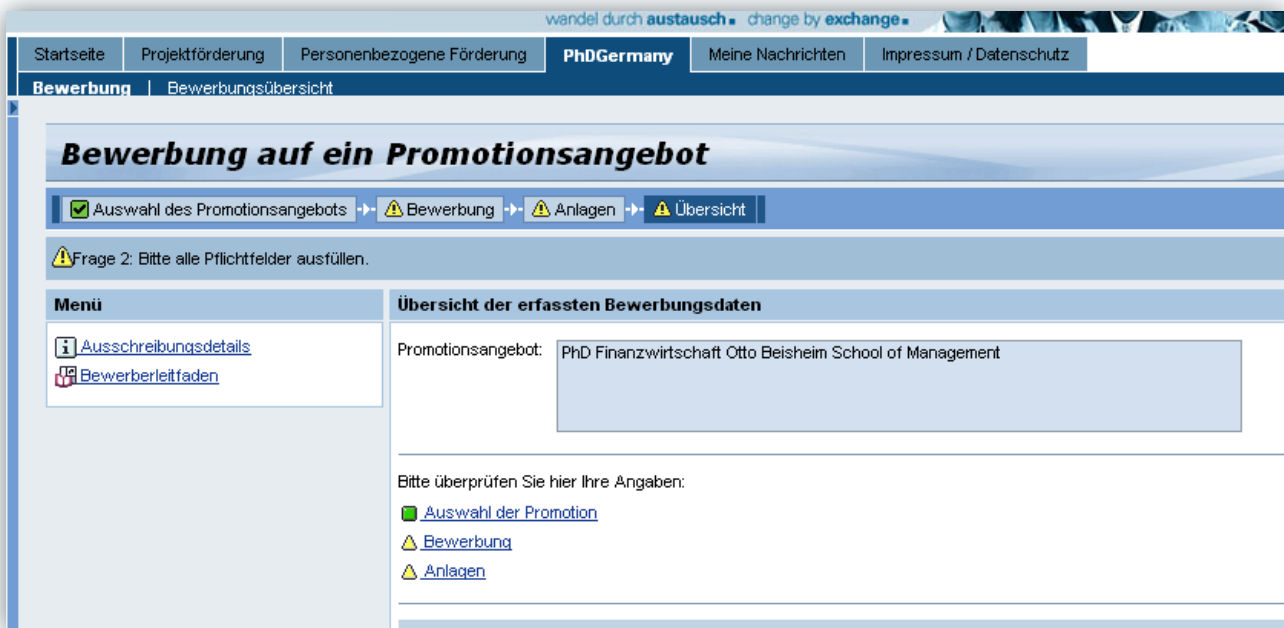 wandel durch austausch change by exchange
Startseite Projektförderung Personenbezogene Förderung PhDGermany Meine Nachrichten Impressum / Datenschutz
Bewerbung | Bewerbungsübersicht
Bewerbung auf ein Promotionsangebot
Auswahl des Promotionsangebots Bewerbung Anlagen Übersicht
Frage 2: Bitte alle Pflichtfelder ausfüllen.
Menü
Ausschreibungsdetails
Bewerberleitfaden
Übersicht der erfassten Bewerbungsdaten
Promotionsangebot: PhD Finanzwirtschaft Otto Beisheim School of Management
Bitte überprüfen Sie hier Ihre Angaben:
Auswahl der Promotion
Bewerbung
Anlagen